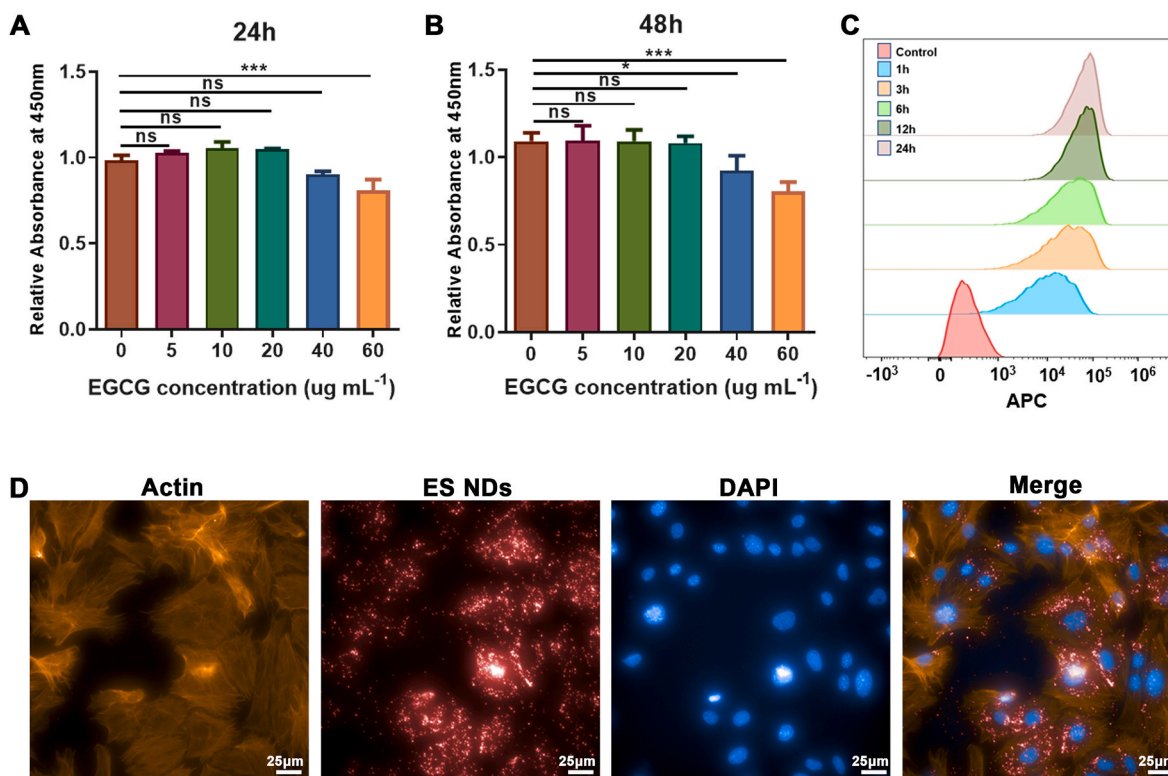 A
24h
***
ns
ns
ns
ns
Relative Absorbance at 450nm
1.5
1.0
0.5
0.0
0 5 10 20 40 60
EGCG concentration (ug mL⁻¹)
B
48h
***
*
ns
ns
ns
Relative Absorbance at 450nm
1.5
1.0
0.5
0.0
0 5 10 20 40 60
EGCG concentration (ug mL⁻¹)
C
Control
1h
3h
6h
12h
24h
-10³ 0 10³ 10⁴ 10⁵ 10⁶
APC
D
Actin
ES NDs
DAPI
Merge
25μm
25μm
25μm
25μm